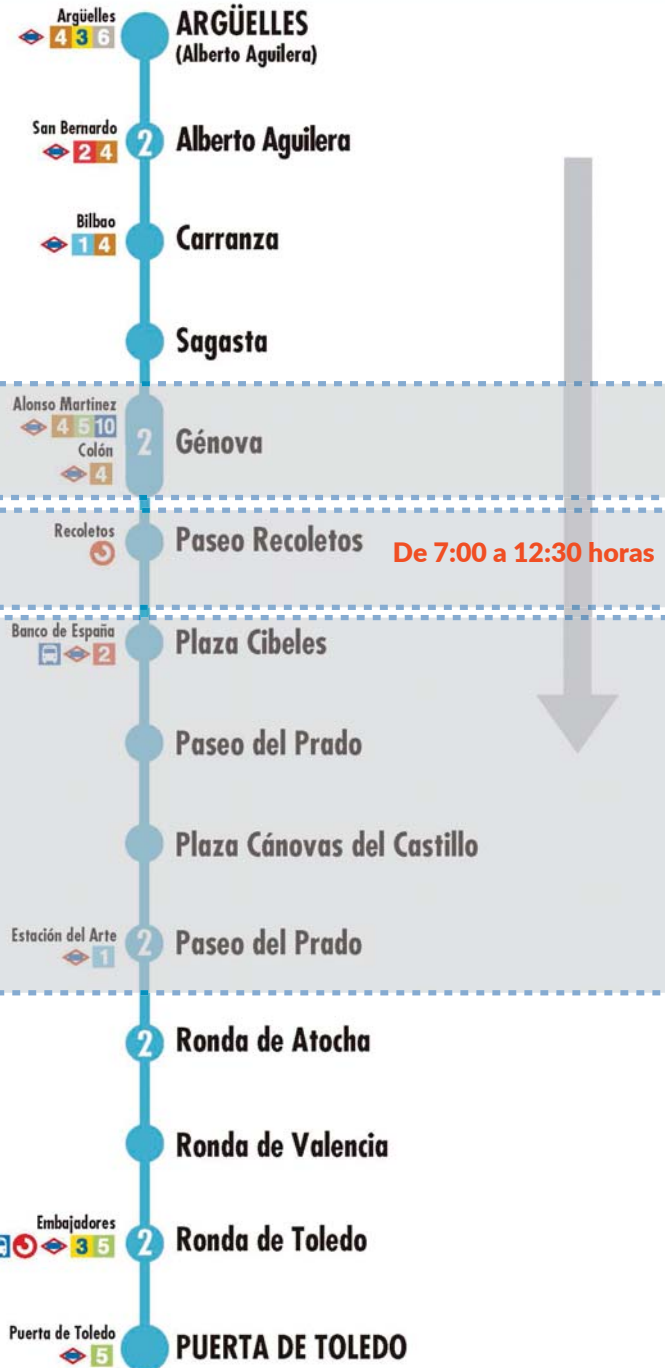 Argüelles
4 3 6
ARGÜELLES
(Alberto Aguilera)
San Bernardo
2 4
2
Alberto Aguilera
Bilbao
1 4
Carranza
Sagasta
Alonso Martinez
4 5 10
Colón
4
2
Génova
Recoletos
Paseo Recoletos
De 7:00 a 12:30 horas
Banco de España
2
Plaza Cibeles
Paseo del Prado
Plaza Cánovas del Castillo
Estación del Arte
1
2
Paseo del Prado
2
Ronda de Atocha
Ronda de Valencia
Embajadores
3 5
2
Ronda de Toledo
Puerta de Toledo
5
PUERTA DE TOLEDO